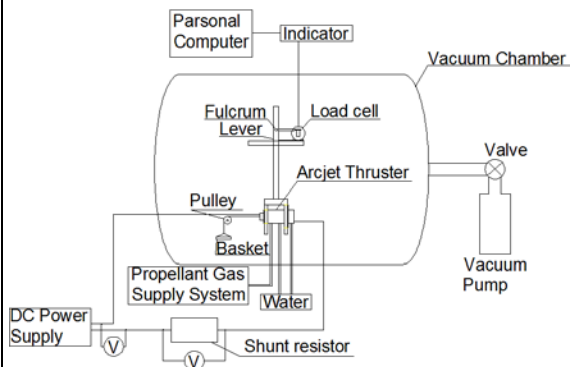 Parsonal
Computer
Indicator
Vacuum Chamber
Fulcrum
Load cell
Lever
Valve
Arcjet Thruster
Pulley
Basket
Propellant Gas
Supply System
Water
Vacuum
Pump
DC Power
Supply
V
V
Shunt resistor